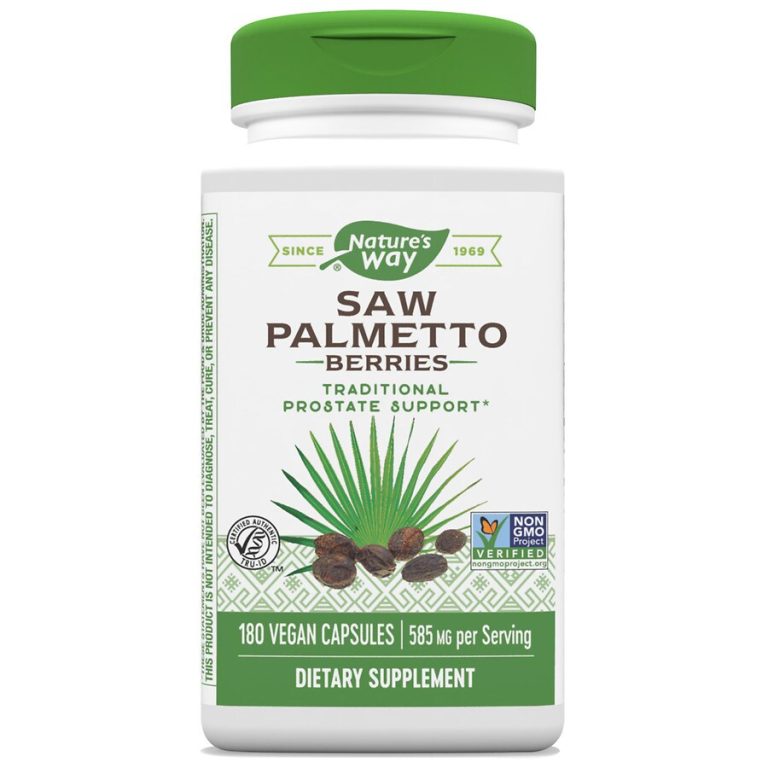 SINCE
Nature's
Way®
1969
SAW
PALMETTO
BERRIES
TRADITIONAL
PROSTATE SUPPORT*
CERTIFIED AUTHENTIC
TRU-ID
TM
NON
GMO
Project
VERIFIED
nongmoproject.org
180 VEGAN CAPSULES | 585 MG per Serving
DIETARY SUPPLEMENT
THIS PRODUCT IS NOT INTENDED TO DIAGNOSE, TREAT, CURE, OR PREVENT ANY DISEASE.